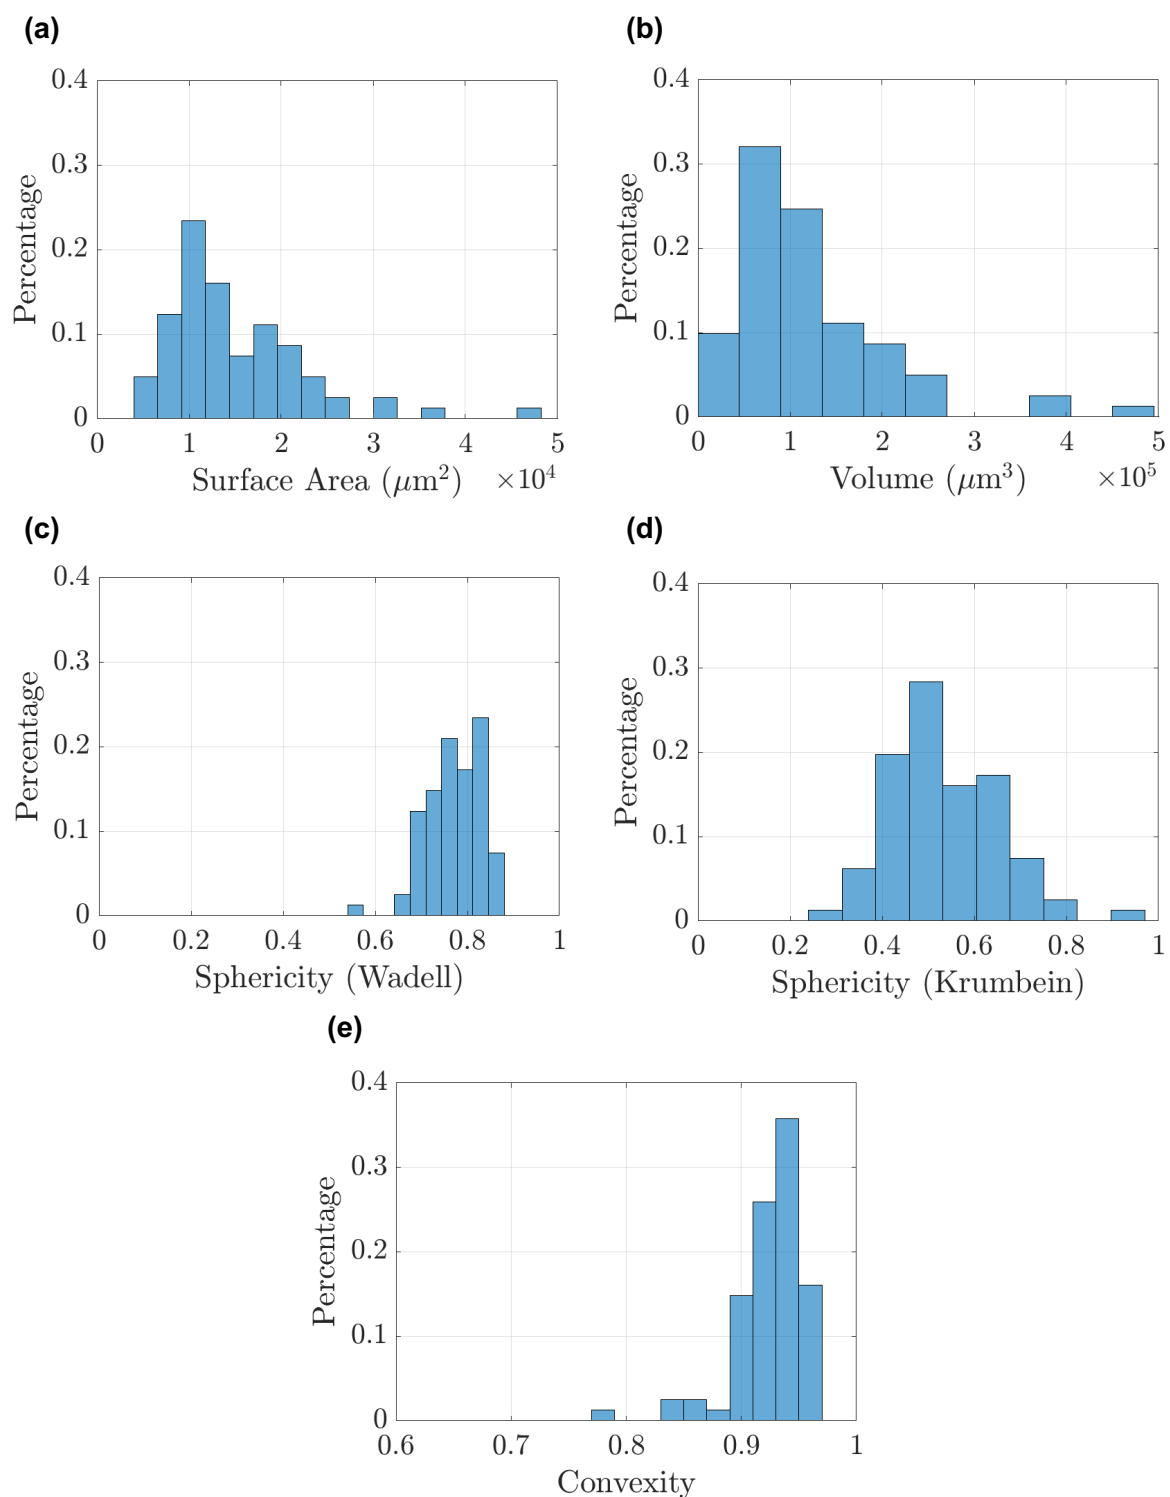 (a)
0.4
0.3
0.2
0.1
0
Percentage
0 1 2 3 4 5
Surface Area (μm²) ×10⁴
(b)
0.4
0.3
0.2
0.1
0
Percentage
0 1 2 3 4 5
Volume (μm³) ×10⁵
(c)
0.4
0.3
0.2
0.1
0
Percentage
0 0.2 0.4 0.6 0.8 1
Sphericity (Wadell)
(d)
0.4
0.3
0.2
0.1
0
Percentage
0 0.2 0.4 0.6 0.8 1
Sphericity (Krumbein)
(e)
0.4
0.3
0.2
0.1
0
Percentage
0.6 0.7 0.8 0.9 1
Convexity